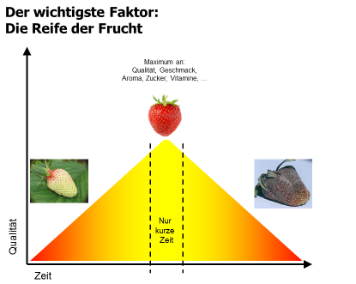 Der wichtigste Faktor:
Die Reife der Frucht
Maximum an:
Qualität, Geschmack,
Aroma, Zucker, Vitamine, ...
Nur
kurze
Zeit
Qualität
Zeit